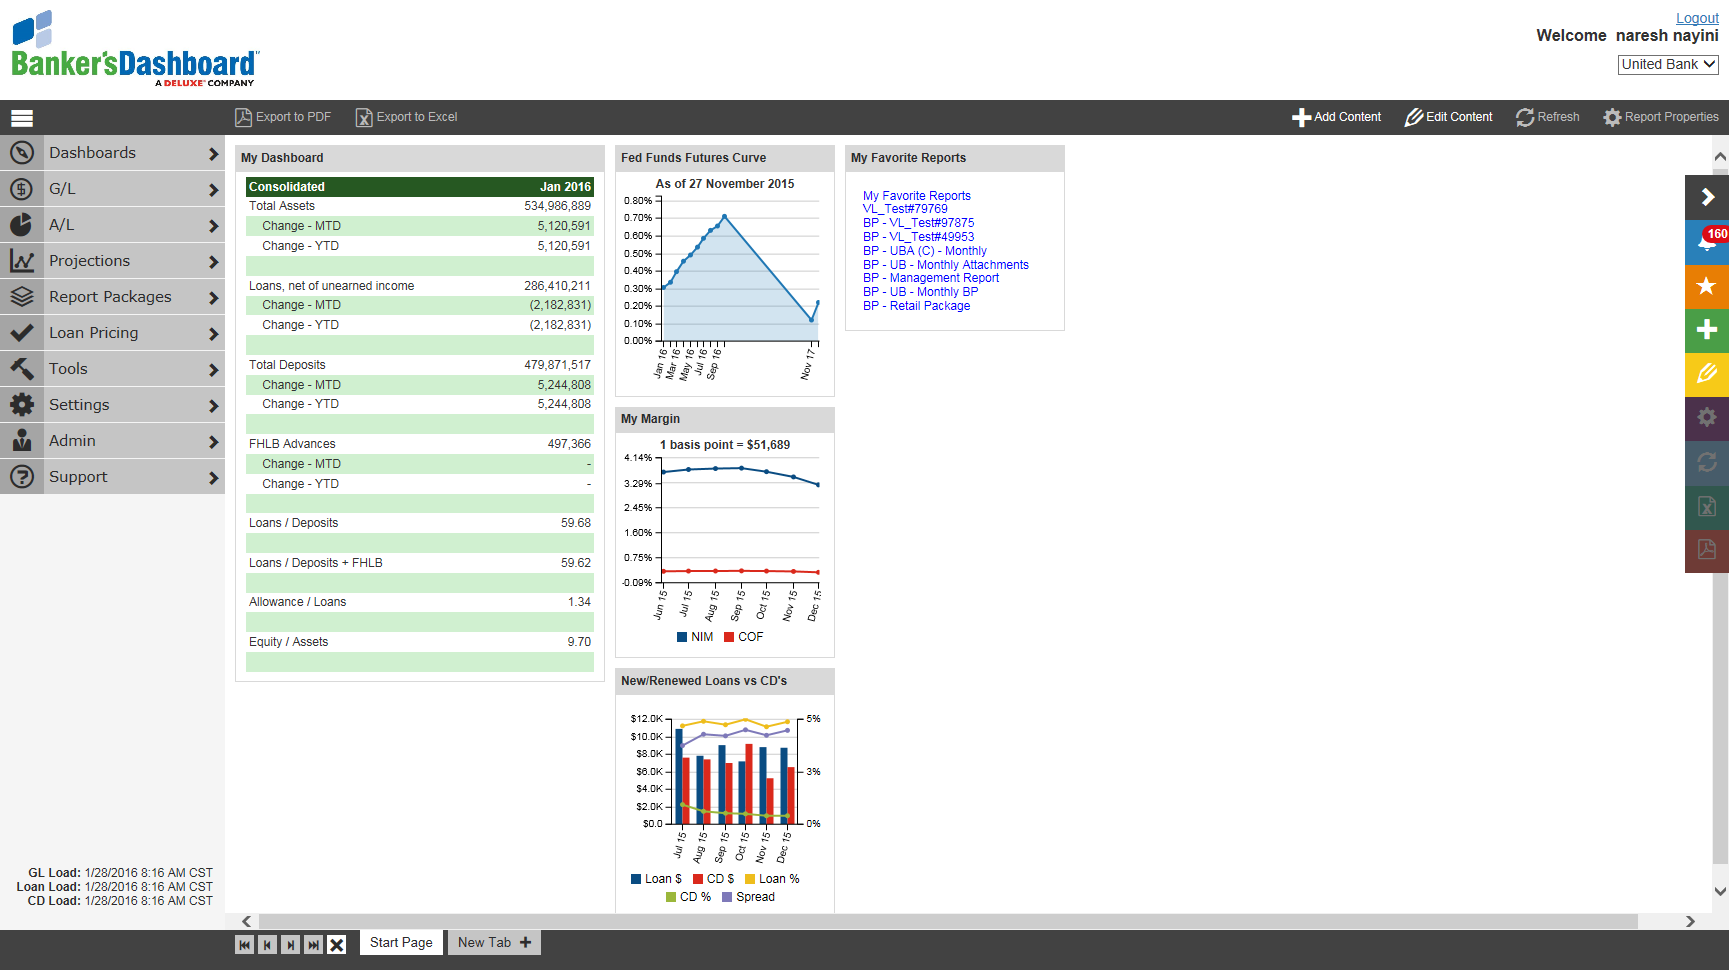 Logout
Welcome naresh nayini
United Bank
Banker'sDashboard
A DELUXE COMPANY
Export to PDF
Export to Excel
Add Content
Edit Content
Refresh
Report Properties
Dashboards
G/L
A/L
Projections
Report Packages
Loan Pricing
Tools
Settings
Admin
Support
GL Load: 1/28/2016 8:16 AM CST
Loan Load: 1/28/2016 8:16 AM CST
CD Load: 1/28/2016 8:16 AM CST
My Dashboard
Consolidated Jan 2016
Total Assets 534,986,889
Change - MTD 5,120,591
Change - YTD 5,120,591
Loans, net of unearned income 286,410,211
Change - MTD (2,182,831)
Change - YTD (2,182,831)
Total Deposits 479,871,517
Change - MTD 5,244,808
Change - YTD 5,244,808
FHLB Advances 497,366
Change - MTD -
Change - YTD -
Loans / Deposits 59.68
Loans / Deposits + FHLB 59.62
Allowance / Loans 1.34
Equity / Assets 9.70
Fed Funds Futures Curve
As of 27 November 2015
0.80%
0.70%
0.60%
0.50%
0.40%
0.30%
0.20%
0.10%
0.00%
Jan 16 Mar 16 May 16 Jul 16 Sep 16 Nov 17
My Margin
1 basis point = $51,689
4.14%
3.29%
2.45%
1.60%
0.75%
-0.09%
Jun 15 Jul 15 Aug 15 Sep 15 Oct 15 Nov 15 Dec 15
NIM COF
New/Renewed Loans vs CD's
$12.0K 5%
$10.0K
$8.0K
$6.0K 3%
$4.0K
$2.0K
$0.0 0%
Jul 15 Aug 15 Sep 15 Oct 15 Nov 15 Dec 15
Loan $ CD $ Loan %
CD % Spread
My Favorite Reports
My Favorite Reports
VL_Test#79769
BP - VL_Test#97875
BP - VL_Test#49953
BP - UBA (C) - Monthly
BP - UB - Monthly Attachments
BP - Management Report
BP - UB - Monthly BP
BP - Retail Package
160
Start Page
New Tab